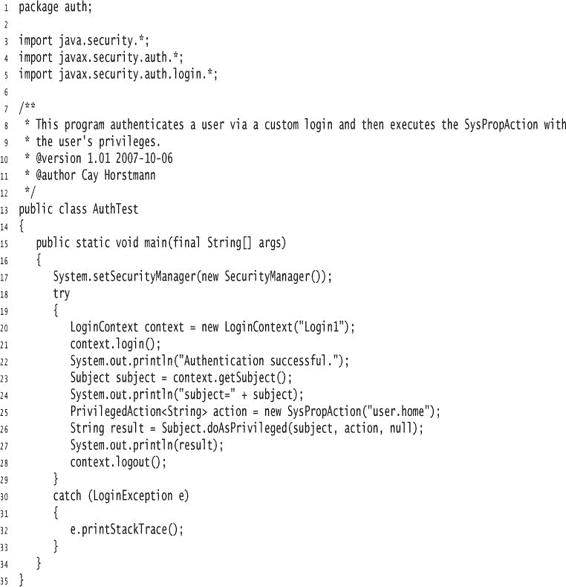 1 package auth;
2
3 import java.security.*;
4 import javax.security.auth.*;
5 import javax.security.auth.login.*;
6
7 /**
8  * This program authenticates a user via a custom login and then executes the SysPropAction with
9  * the user's privileges.
10  * @version 1.01 2007-10-06
11  * @author Cay Horstmann
12  */
13 public class AuthTest
14 {
15    public static void main(final String[] args)
16    {
17       System.setSecurityManager(new SecurityManager());
18       try
19       {
20          LoginContext context = new LoginContext("Login1");
21          context.login();
22          System.out.println("Authentication successful.");
23          Subject subject = context.getSubject();
24          System.out.println("subject=" + subject);
25          PrivilegedAction<String> action = new SysPropAction("user.home");
26          String result = Subject.doAsPrivileged(subject, action, null);
27          System.out.println(result);
28          context.logout();
29       }
30       catch (LoginException e)
31       {
32          e.printStackTrace();
33       }
34    }
35 }